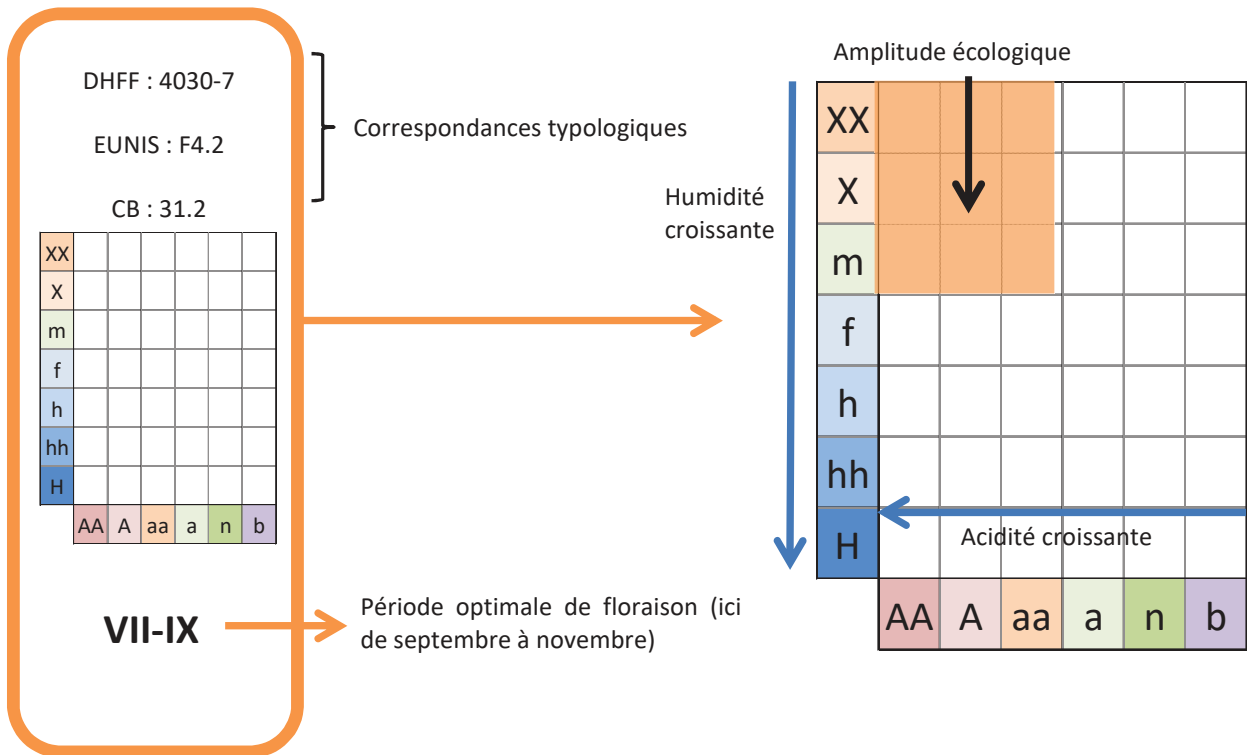 DHFF : 4030-7
EUNIS : F4.2
CB : 31.2
Correspondances typologiques
XX
X
m
f
h
hh
H
AA A aa a n b
VII-IX
Période optimale de floraison (ici
de septembre à novembre)
Amplitude écologique
Humidité
croissante
XX
X
m
f
h
hh
H
Acidité croissante
AA A aa a n b